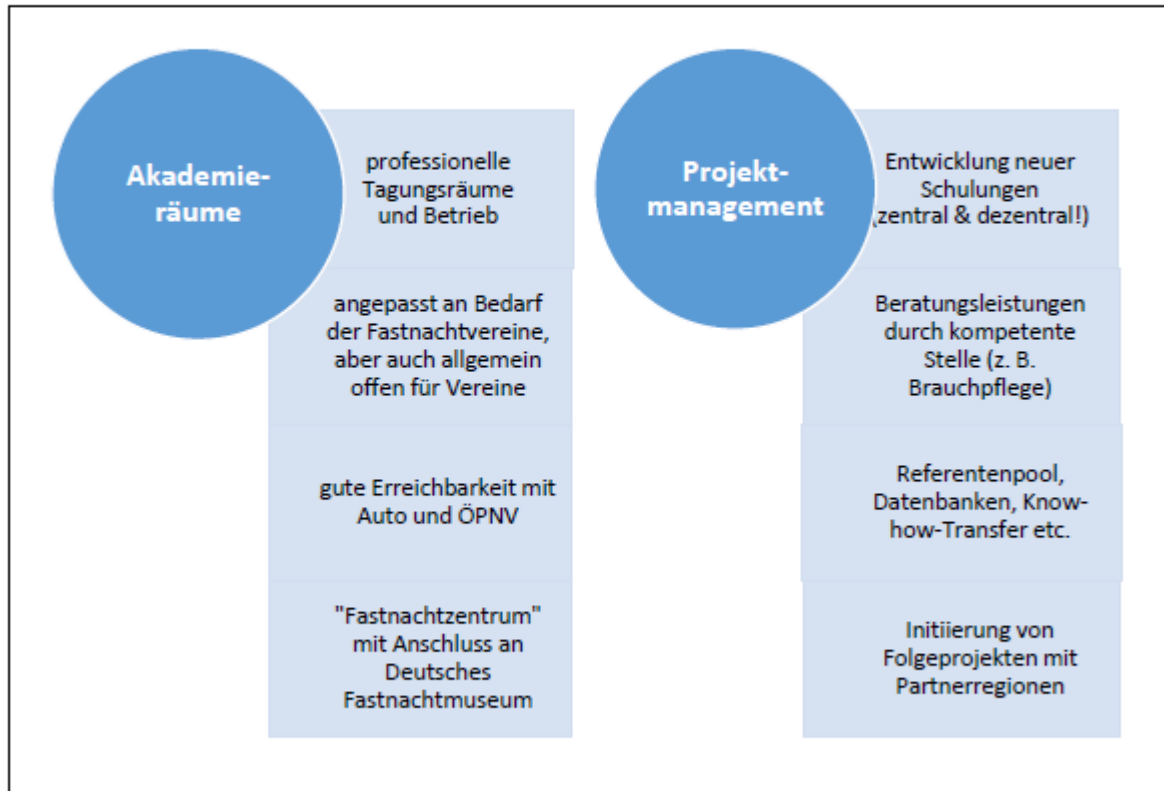 Akademie-
räume
professionelle
Tagungsräume
und Betrieb
angepasst an Bedarf
der Fastnachtvereine,
aber auch allgemein
offen für Vereine
gute Erreichbarkeit mit
Auto und ÖPNV
"Fastnachtzentrum"
mit Anschluss an
Deutsches
Fastnachtmuseum
Projekt-
management
Entwicklung neuer
Schulungen
(zentral & dezentral!)
Beratungsleistungen
durch kompetente
Stelle (z. B.
Brauchpflege)
Referentenpool,
Datenbanken, Know-
how-Transfer etc.
Initiierung von
Folgeprojekten mit
Partnerregionen